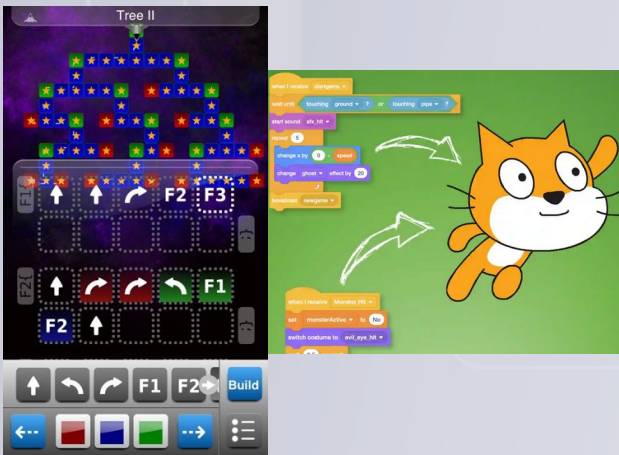 Tree II
F1{
F2
F3
}
F2{
F1
F2
}
F1
F2
Build
when I receive startgame
wait until touching ground ? or touching pipe ?
start sound sfx_hit
repeat 5
change x by 0 - speed
change ghost effect by 20
broadcast newgame
when I receive Monster Hit
set monsterActive to No
switch costume to evil_eye_hit